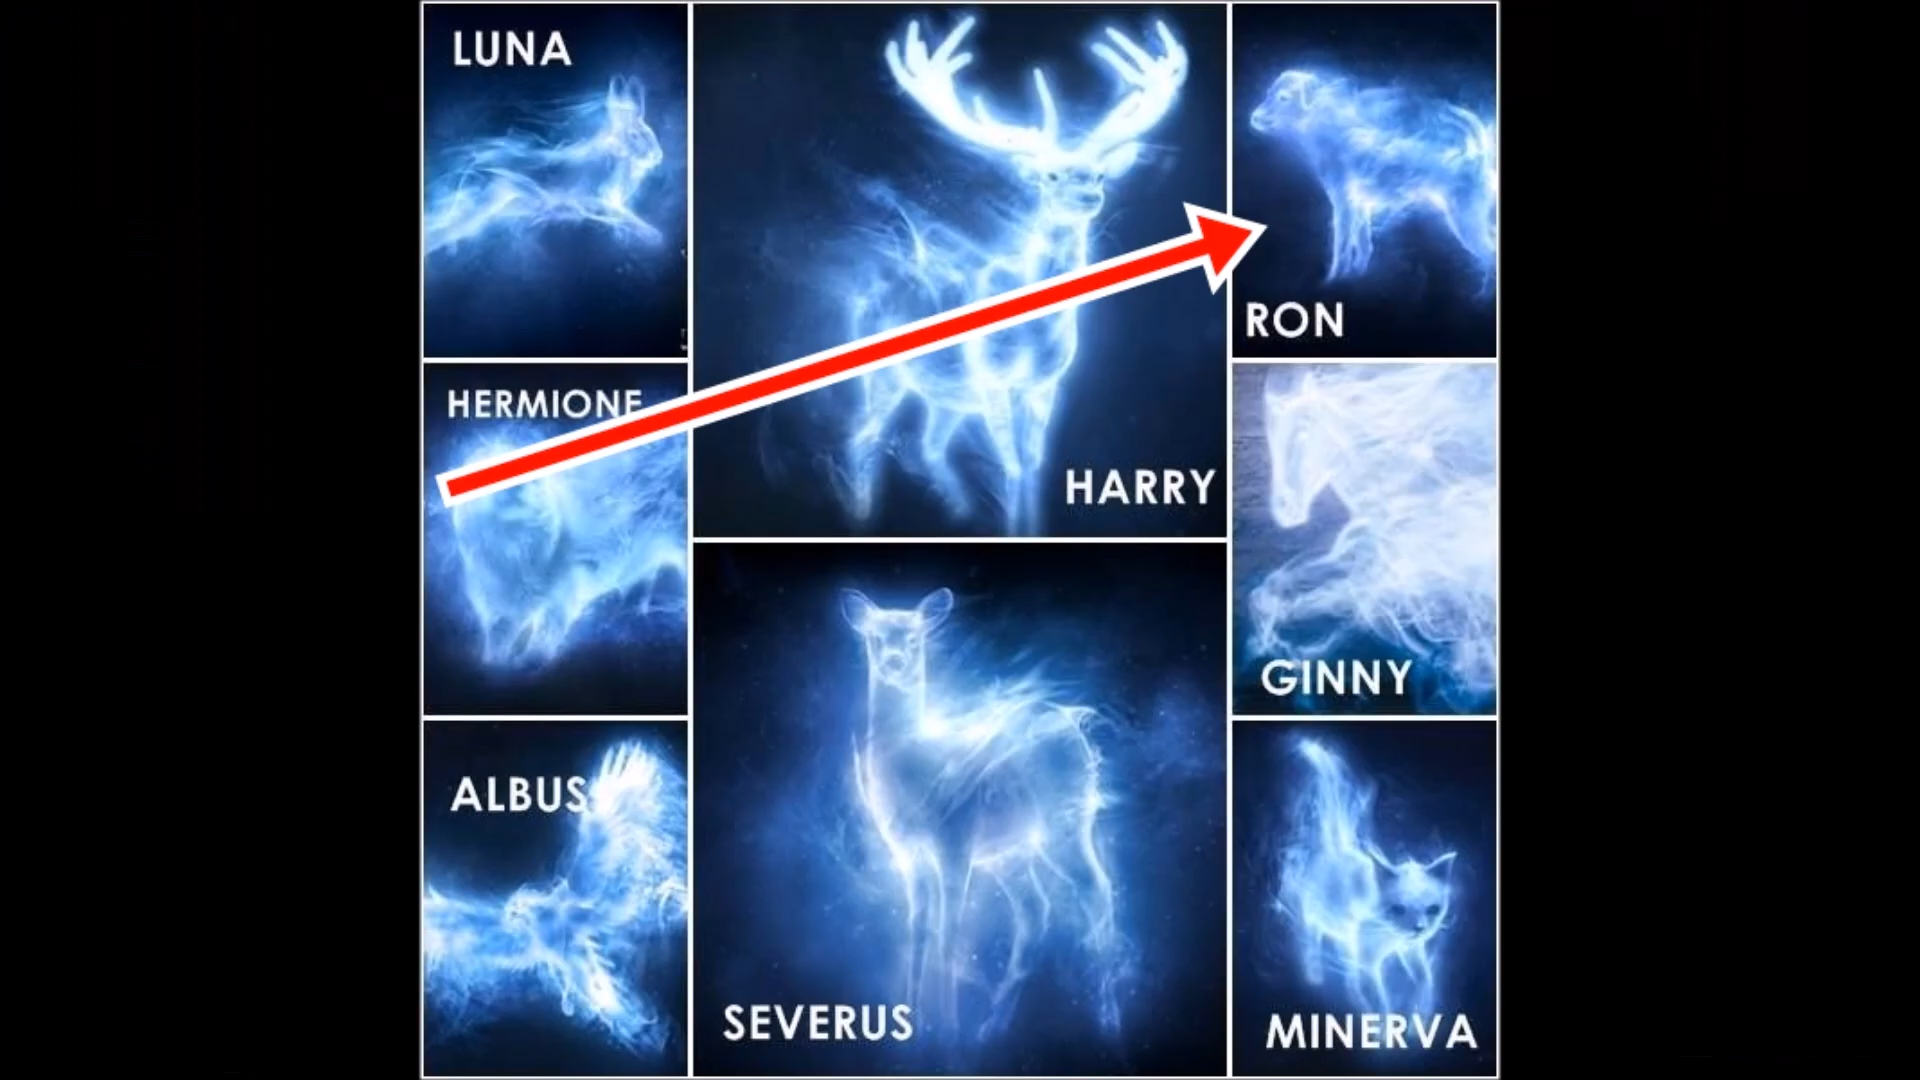 LUNA
HERMIONE
ALBUS
HARRY
SEVERUS
RON
GINNY
MINERVA